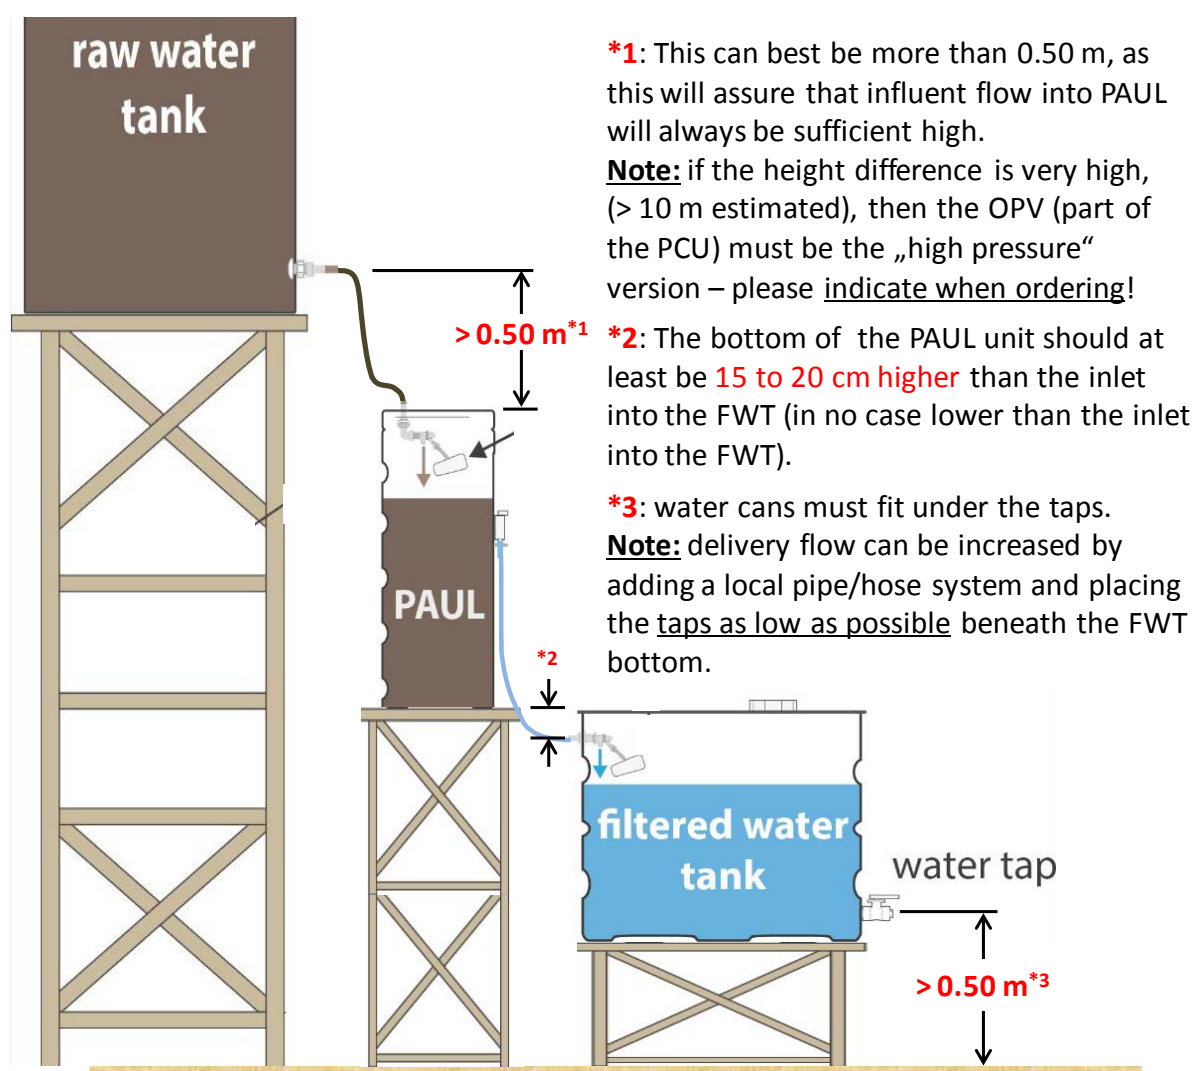 raw water
tank
*1: This can best be more than 0.50 m, as
this will assure that influent flow into PAUL
will always be sufficient high.
Note: if the height difference is very high,
(> 10 m estimated), then the OPV (part of
the PCU) must be the „high pressure“
version – please indicate when ordering!
> 0.50 m*1
*2: The bottom of the PAUL unit should at
least be 15 to 20 cm higher than the inlet
into the FWT (in no case lower than the inlet
into the FWT).
*3: water cans must fit under the taps.
Note: delivery flow can be increased by
adding a local pipe/hose system and placing
the taps as low as possible beneath the FWT
bottom.
PAUL
*2
filtered water
tank
water tap
> 0.50 m*3